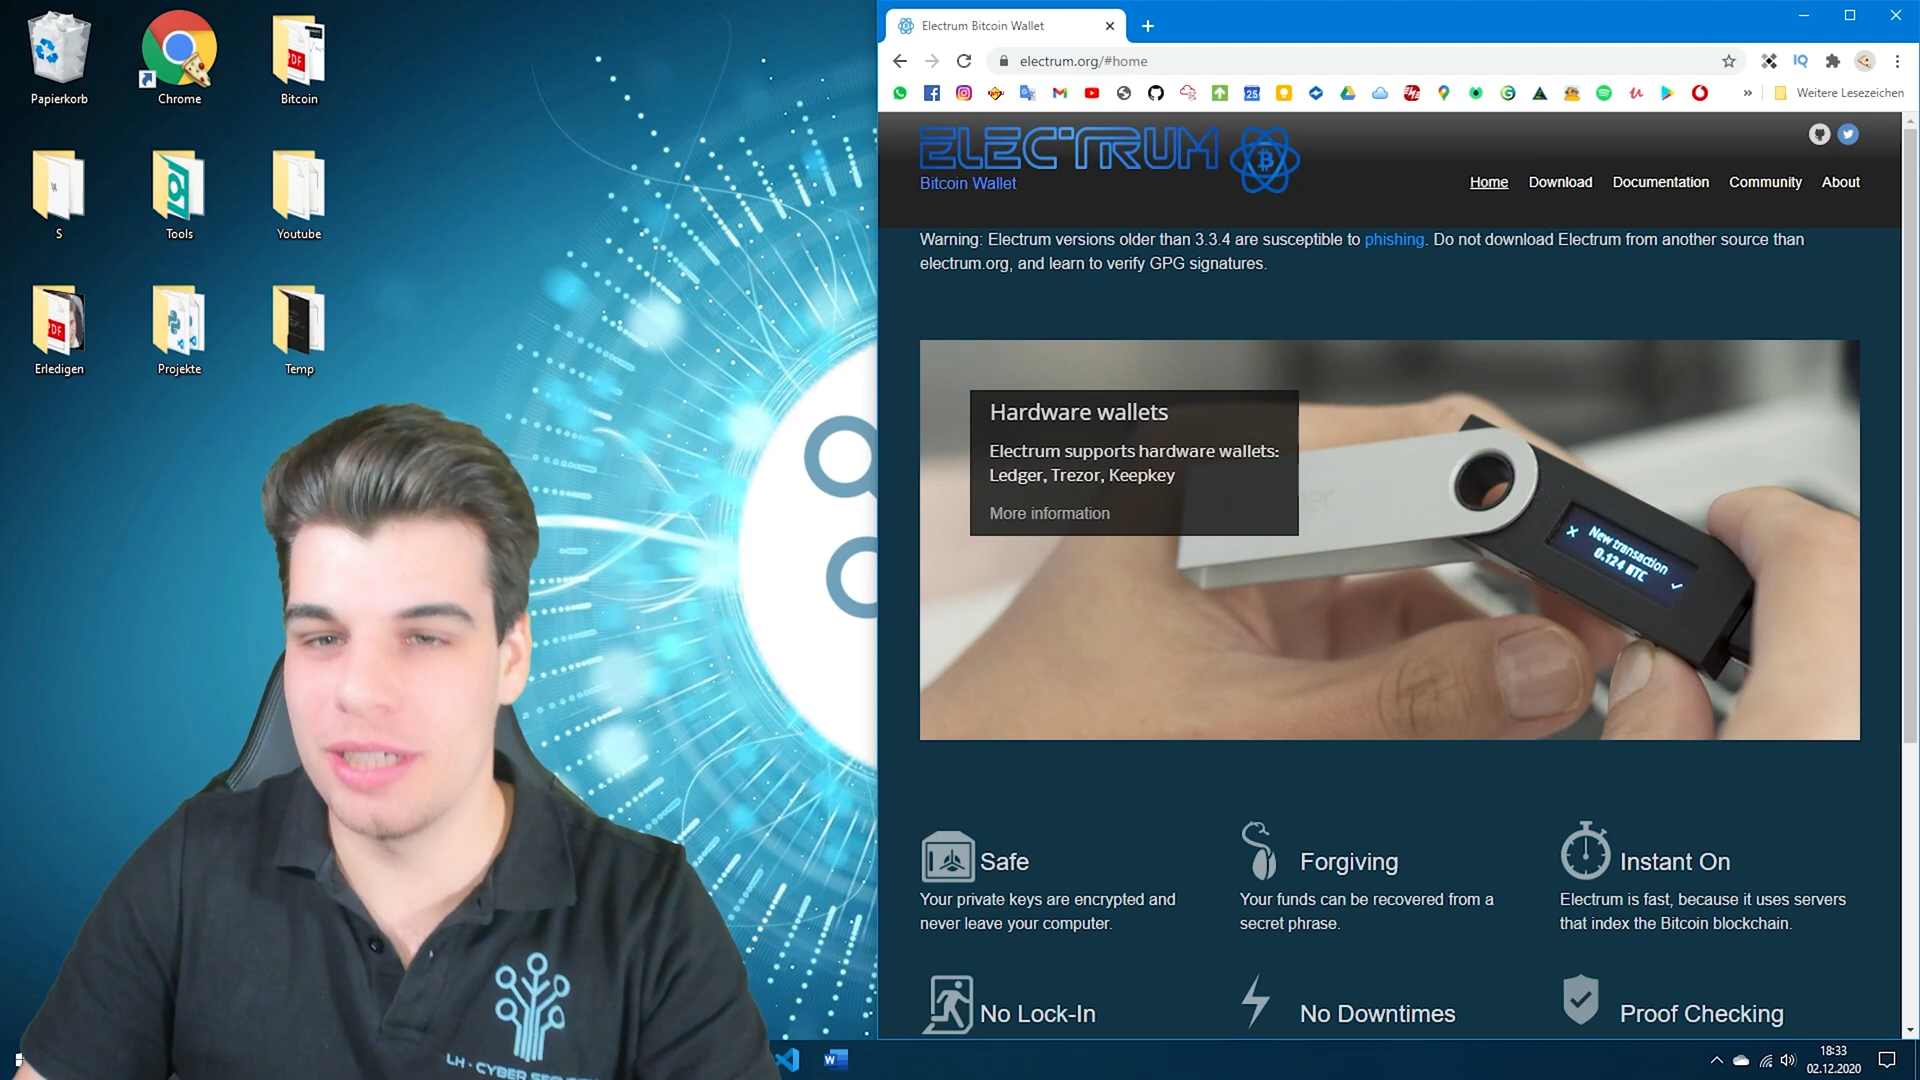 Papierkorb
Chrome
Bitcoin
S
Tools
Youtube
PDF
Erledigen
Projekte
Temp
LH - CYBER
Electrum Bitcoin Wallet
electrum.org/#home
Weitere Lesezeichen
ELECTRUM
Bitcoin Wallet
Home
Download
Documentation
Community
About
Warning: Electrum versions older than 3.3.4 are susceptible to phishing. Do not download Electrum from another source than
electrum.org, and learn to verify GPG signatures.
Hardware wallets
Electrum supports hardware wallets:
Ledger, Trezor, Keepkey
More information
New transaction
0.124 BTC
Safe
Your private keys are encrypted and
never leave your computer.
Forgiving
Your funds can be recovered from a
secret phrase.
Instant On
Electrum is fast, because it uses servers
that index the Bitcoin blockchain.
No Lock-In
No Downtimes
Proof Checking
18:33
02.12.2020